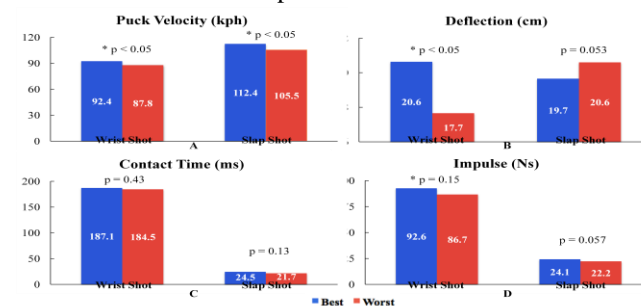 Puck Velocity (kph)
120
90
60
30
0
* p < 0.05
* p < 0.05
92.4
87.8
112.4
105.5
Wrist Shot
Slap Shot
A
Deflection (cm)
* p < 0.05
p = 0.053
20.6
17.7
19.7
20.6
Wrist Shot
Slap Shot
B
Contact Time (ms)
200
150
100
50
0
p = 0.43
p = 0.13
187.1
184.5
24.5
21.7
Wrist Shot
Slap Shot
C
Impulse (Ns)
* p = 0.15
p = 0.057
92.6
86.7
24.1
22.2
0
Wrist Shot
Slap Shot
D
Best
Worst